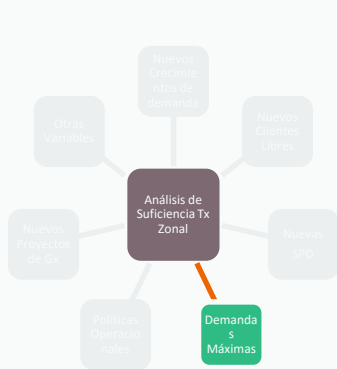 Nuevos
Crecimie
ntos de
demanda
Otras
Variables
Nuevos
Clientes
Libres
Análisis de
Suficiencia Tx
Zonal
Nuevos
Proyectos
de Gx
Nuevas
SPD
Políticas
Operacio
nales
Demanda
s
Máximas